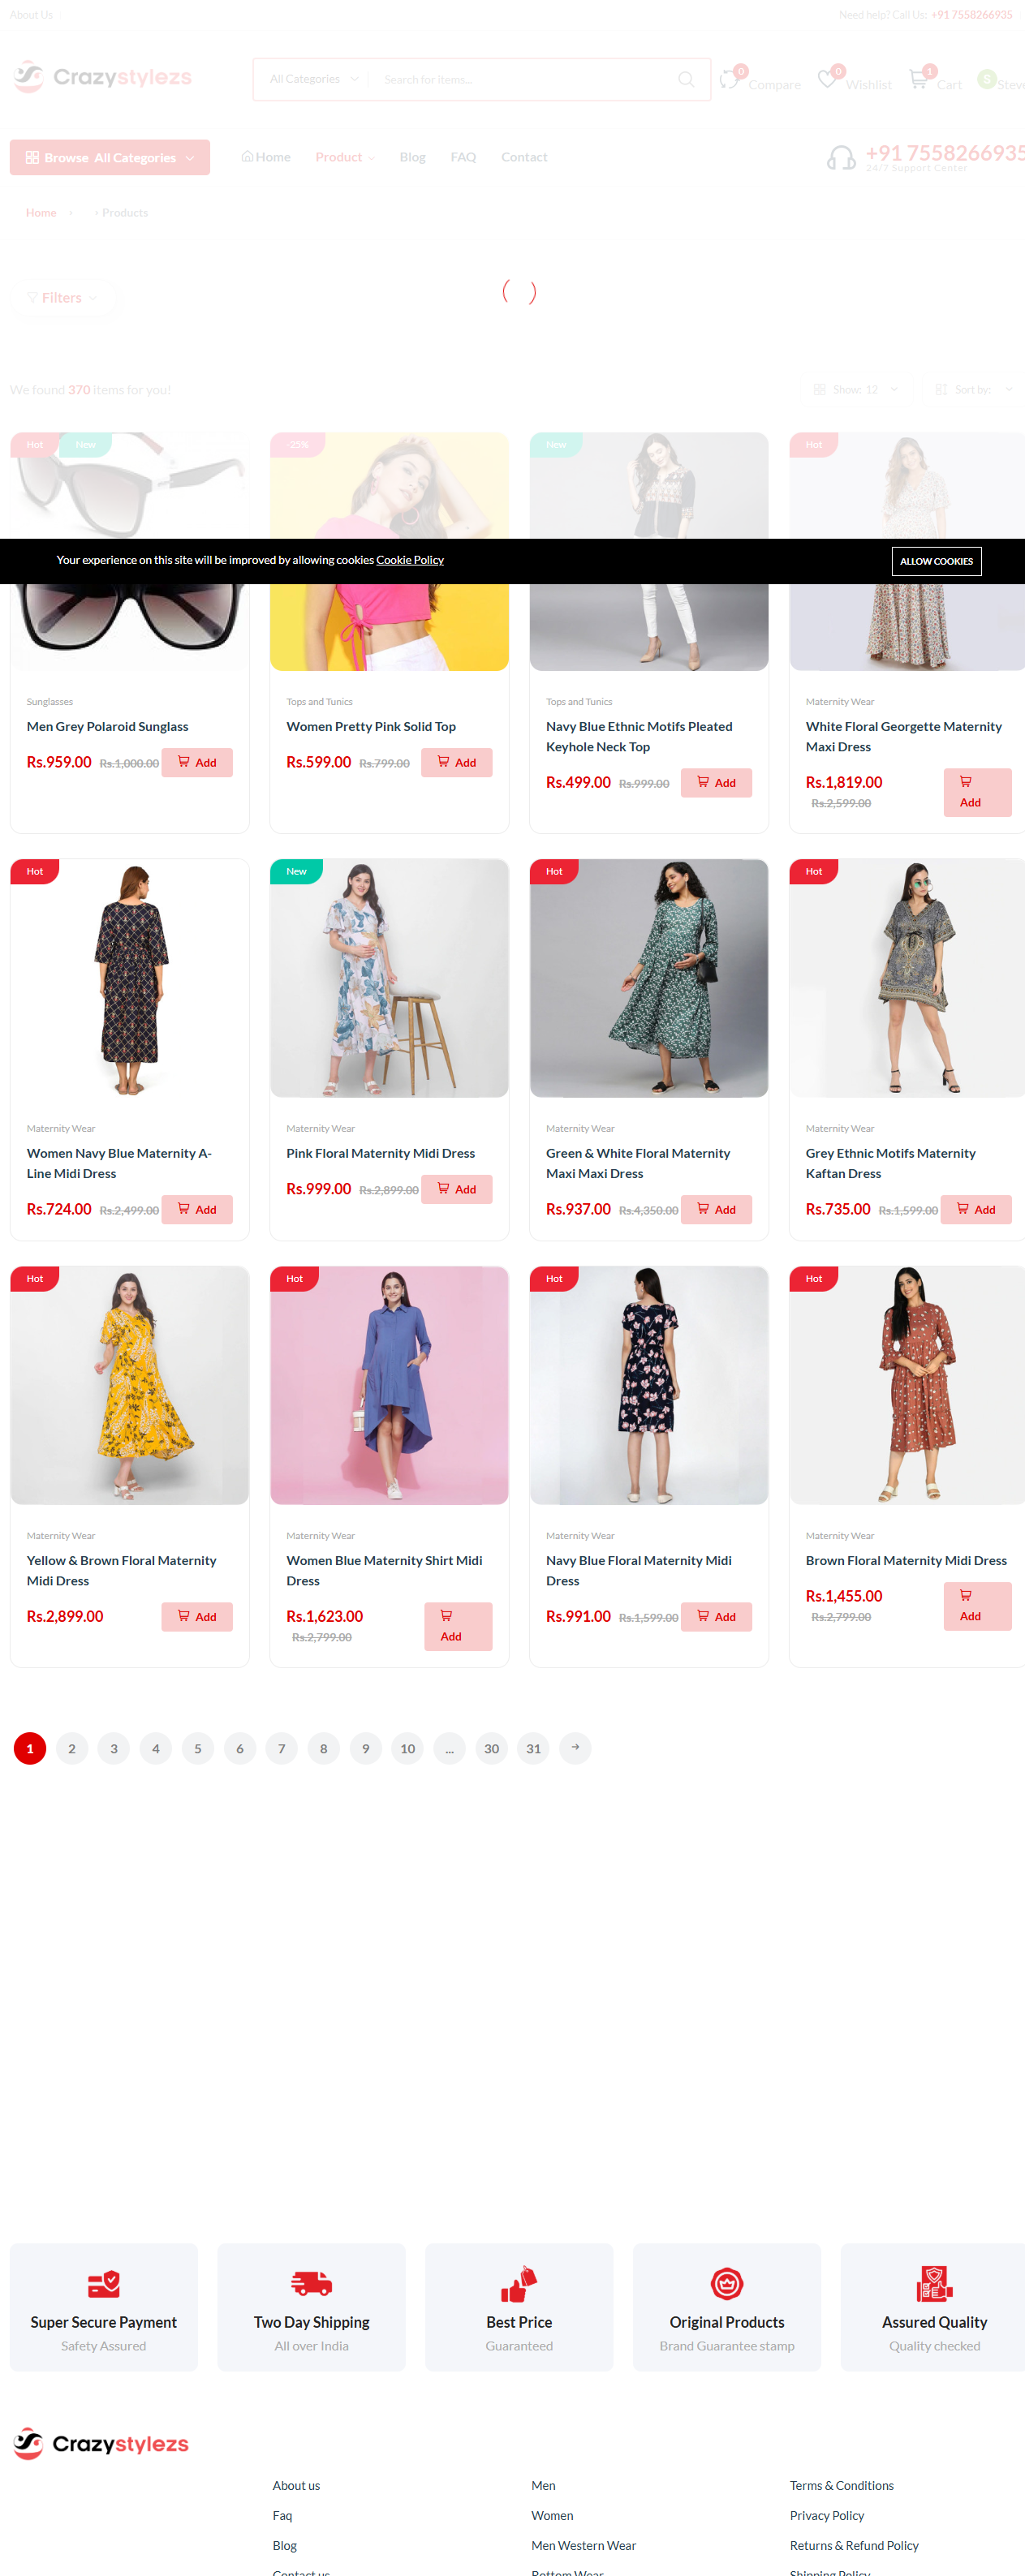 About Us
Need help? Call Us: +91 7558266935
Crazystylezs
All Categories
Search for items...
0 Compare
0 Wishlist
1 Cart
S Steve
Browse All Categories
Home
Product
Blog
FAQ
Contact
+91 7558266935
24/7 Support Center
Home
Products
Filters
We found 370 items for you!
Show: 12
Sort by:
Hot
New
-25%
New
Hot
Your experience on this site will be improved by allowing cookies Cookie Policy
ALLOW COOKIES
Sunglasses
Men Grey Polaroid Sunglass
Rs.959.00 Rs.1,000.00 Add
Tops and Tunics
Women Pretty Pink Solid Top
Rs.599.00 Rs.799.00 Add
Tops and Tunics
Navy Blue Ethnic Motifs Pleated
Keyhole Neck Top
Rs.499.00 Rs.999.00 Add
Maternity Wear
White Floral Georgette Maternity
Maxi Dress
Rs.1,819.00
Rs.2,599.00
Add
Hot
New
Hot
Hot
Maternity Wear
Women Navy Blue Maternity A-
Line Midi Dress
Rs.724.00 Rs.2,499.00 Add
Maternity Wear
Pink Floral Maternity Midi Dress
Rs.999.00 Rs.2,899.00 Add
Maternity Wear
Green & White Floral Maternity
Maxi Maxi Dress
Rs.937.00 Rs.4,350.00 Add
Maternity Wear
Grey Ethnic Motifs Maternity
Kaftan Dress
Rs.735.00 Rs.1,599.00 Add
Hot
Hot
Hot
Hot
Maternity Wear
Yellow & Brown Floral Maternity
Midi Dress
Rs.2,899.00 Add
Maternity Wear
Women Blue Maternity Shirt Midi
Dress
Rs.1,623.00
Rs.2,799.00
Add
Maternity Wear
Navy Blue Floral Maternity Midi
Dress
Rs.991.00 Rs.1,599.00 Add
Maternity Wear
Brown Floral Maternity Midi Dress
Rs.1,455.00
Rs.2,799.00
Add
1 2 3 4 5 6 7 8 9 10 ... 30 31
Super Secure Payment
Safety Assured
Two Day Shipping
All over India
Best Price
Guaranteed
Original Products
Brand Guarantee stamp
Assured Quality
Quality checked
Crazystylezs
About us
Faq
Blog
Contact us
Men
Women
Men Western Wear
Bottom Wear
Terms & Conditions
Privacy Policy
Returns & Refund Policy
Shipping Policy